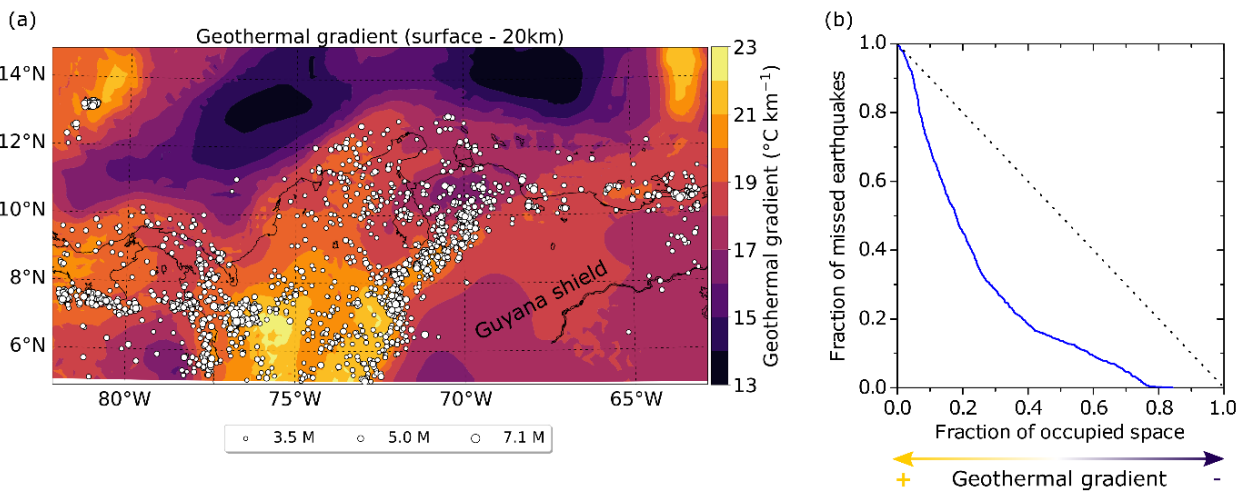 (a)
Geothermal gradient (surface - 20km)
14°N
12°N
10°N
8°N
6°N
80°W
75°W
70°W
65°W
Guyana shield
23
21
19
17
15
13
Geothermal gradient (°C km⁻¹)
3.5 M
5.0 M
7.1 M
(b)
1.0
0.8
0.6
0.4
0.2
0.0
Fraction of missed earthquakes
0.0
0.2
0.4
0.6
0.8
1.0
Fraction of occupied space
+ Geothermal gradient -